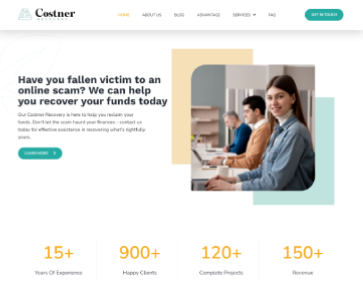 Costner
RECOVERY
HOME
ABOUT US
BLOG
ADVANTAGE
SERVICES
FAQ
GET IN TOUCH
Have you fallen victim to an
online scam? We can help
you recover your funds today
Our Costner Recovery is here to help you reclaim your
funds. Don't let the scam hound your finances - contact us
today for effective assistance in recovering what's rightfully
yours.
LEARN MORE
15+
900+
120+
150+
Years Of Experience
Happy Clients
Complete Projects
Revenue